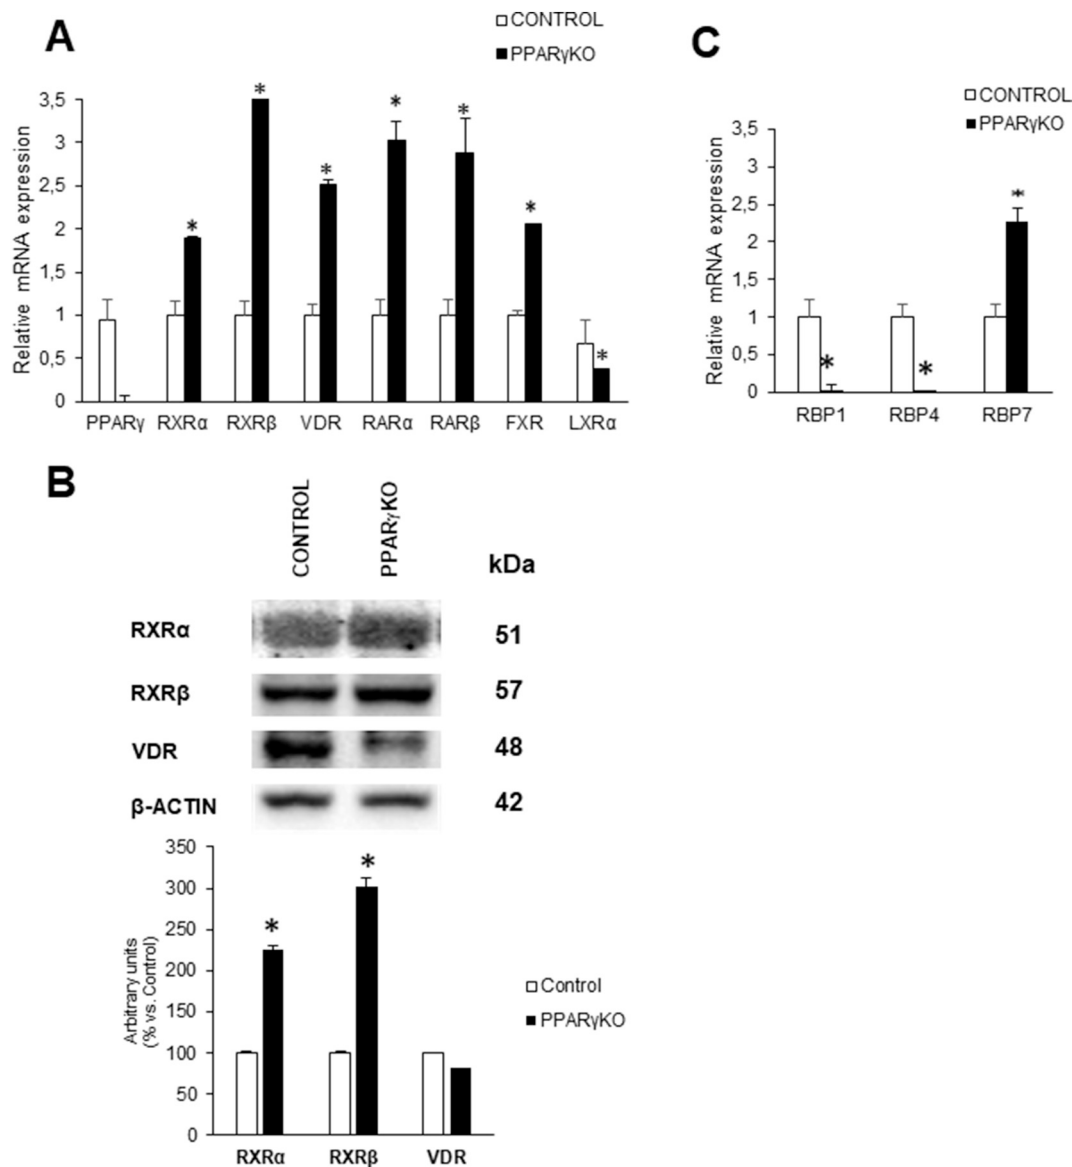 A
CONTROL
PPARγKO
Relative mRNA expression
3,5
3
2,5
2
1,5
1
0,5
0
* * * * * * *
PPARγ RXRα RXRβ VDR RARα RARβ FXR LXRα
C
CONTROL
PPARγKO
Relative mRNA expression
3,5
3
2,5
2
1,5
1
0,5
0
* * *
RBP1 RBP4 RBP7
B
CONTROL
PPARγKO
kDa
RXRα 51
RXRβ 57
VDR 48
β-ACTIN 42
Arbitrary units
(% vs. Control)
350
300
250
200
150
100
50
0
* *
Control
PPARγKO
RXRα RXRβ VDR